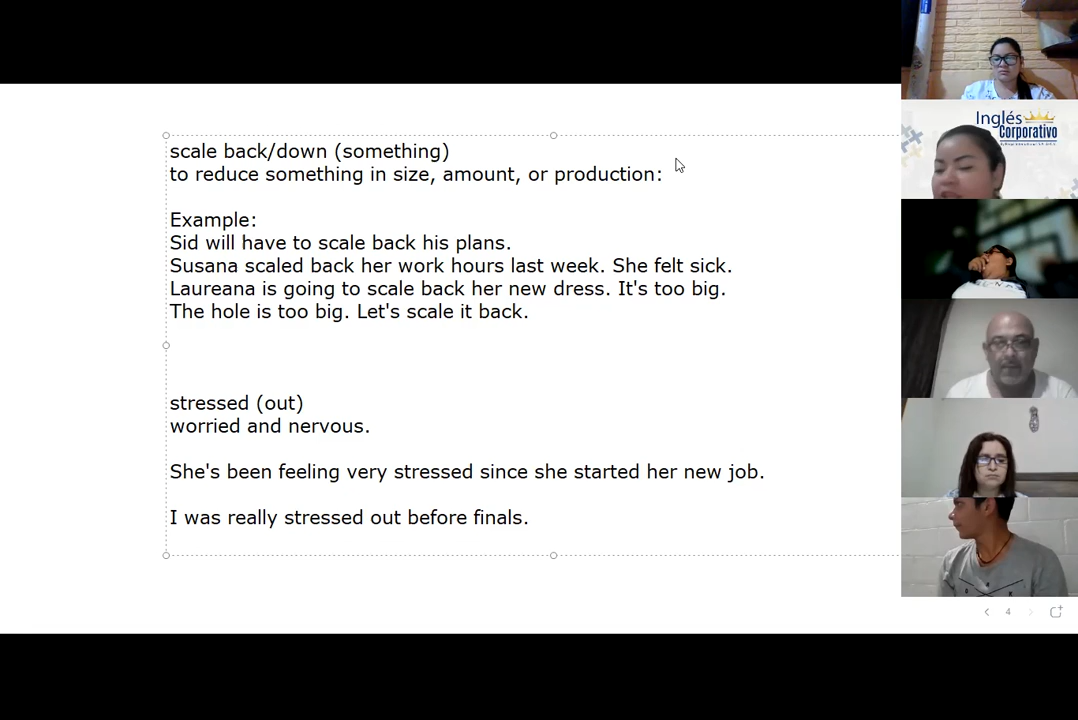 scale back/down (something)
to reduce something in size, amount, or production:
Example:
Sid will have to scale back his plans.
Susana scaled back her work hours last week. She felt sick.
Laureana is going to scale back her new dress. It's too big.
The hole is too big. Let's scale it back.
stressed (out)
worried and nervous.
She's been feeling very stressed since she started her new job.
I was really stressed out before finals.
Inglés
Corporativo
4